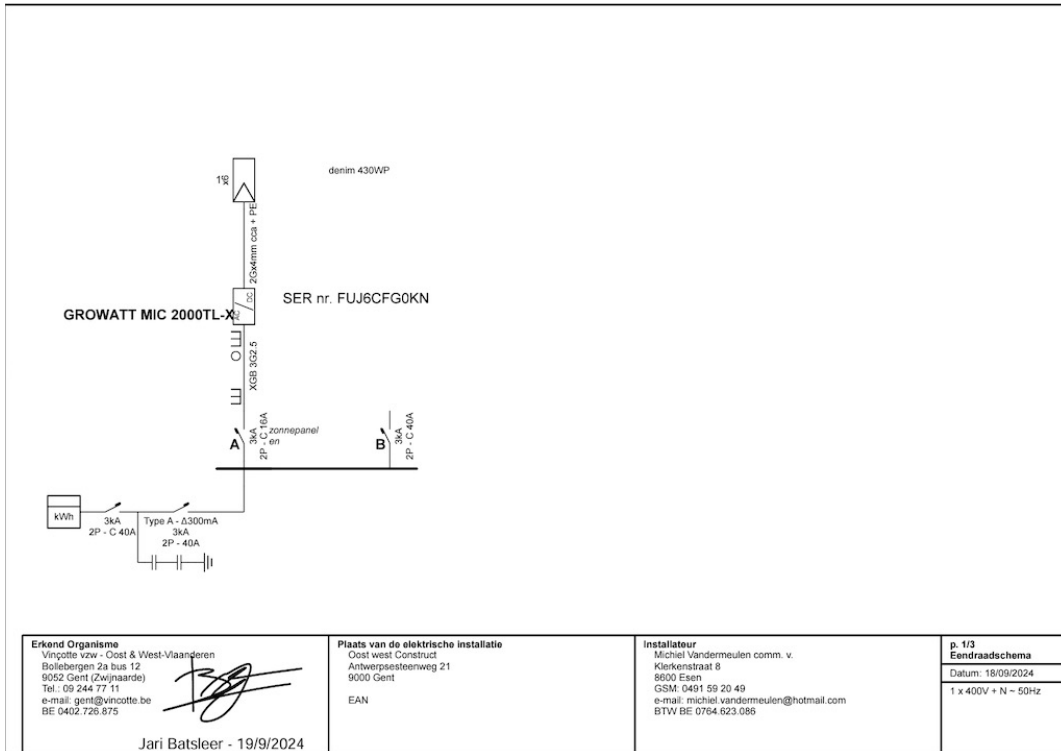 denim 430WP
1*
x6
2Gx4mm cca + PE
DC
AC
GROWATT MIC 2000TL-X
SER nr. FUJ6CFG0KN
XGB 3G2.5
A
3kA
2P - C 16A
zonnepanel
en
B
3kA
2P - C 40A
kWh
3kA
2P - C 40A
Type A - Δ300mA
3kA
2P - 40A
Erkend Organisme
Vinçotte vzw - Oost & West-Vlaanderen
Bollebergen 2a bus 12
9052 Gent (Zwijnaarde)
Tel.: 09 244 77 11
e-mail: gent@vincotte.be
BE 0402.726.875
Jari Batsleer - 19/9/2024
Plaats van de elektrische installatie
Oost west Construct
Antwerpsesteenweg 21
9000 Gent
EAN
Installateur
Michiel Vandermeulen comm. v.
Klerkenstraat 8
8600 Esen
GSM: 0491 59 20 49
e-mail: michiel.vandermeulen@hotmail.com
BTW BE 0764.623.086
p. 1/3
Eendraadschema
Datum: 18/09/2024
1 x 400V + N ~ 50Hz